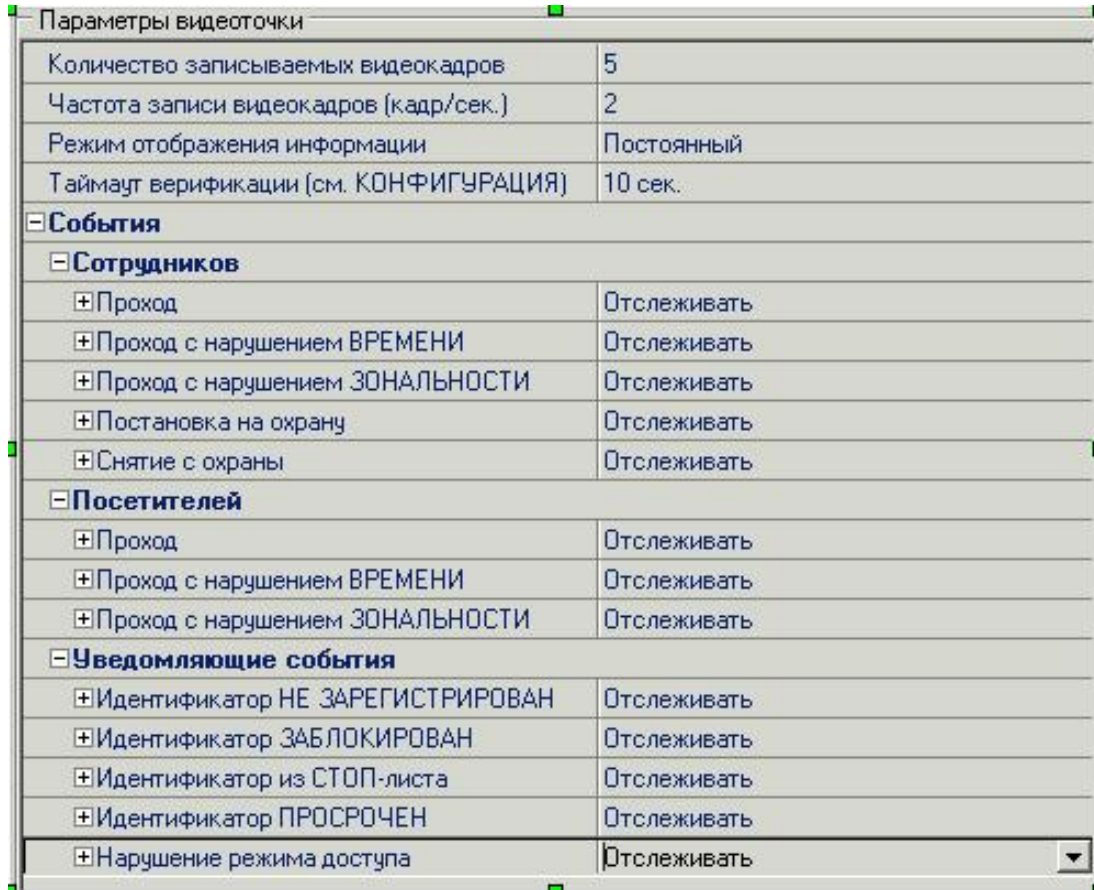 Параметры видеоточки
Количество записываемых видеокадров 5
Частота записи видеокадров (кадр/сек.) 2
Режим отображения информации Постоянный
Таймаут верификации (см. КОНФИГУРАЦИЯ) 10 сек.
События
Сотрудников
Проход Отслеживать
Проход с нарушением ВРЕМЕНИ Отслеживать
Проход с нарушением ЗОНАЛЬНОСТИ Отслеживать
Постановка на охрану Отслеживать
Снятие с охраны Отслеживать
Посетителей
Проход Отслеживать
Проход с нарушением ВРЕМЕНИ Отслеживать
Проход с нарушением ЗОНАЛЬНОСТИ Отслеживать
Уведомляющие события
Идентификатор НЕ ЗАРЕГИСТРИРОВАН Отслеживать
Идентификатор ЗАБЛОКИРОВАН Отслеживать
Идентификатор из СТОП-листа Отслеживать
Идентификатор ПРОСРОЧЕН Отслеживать
Нарушение режима доступа Отслеживать